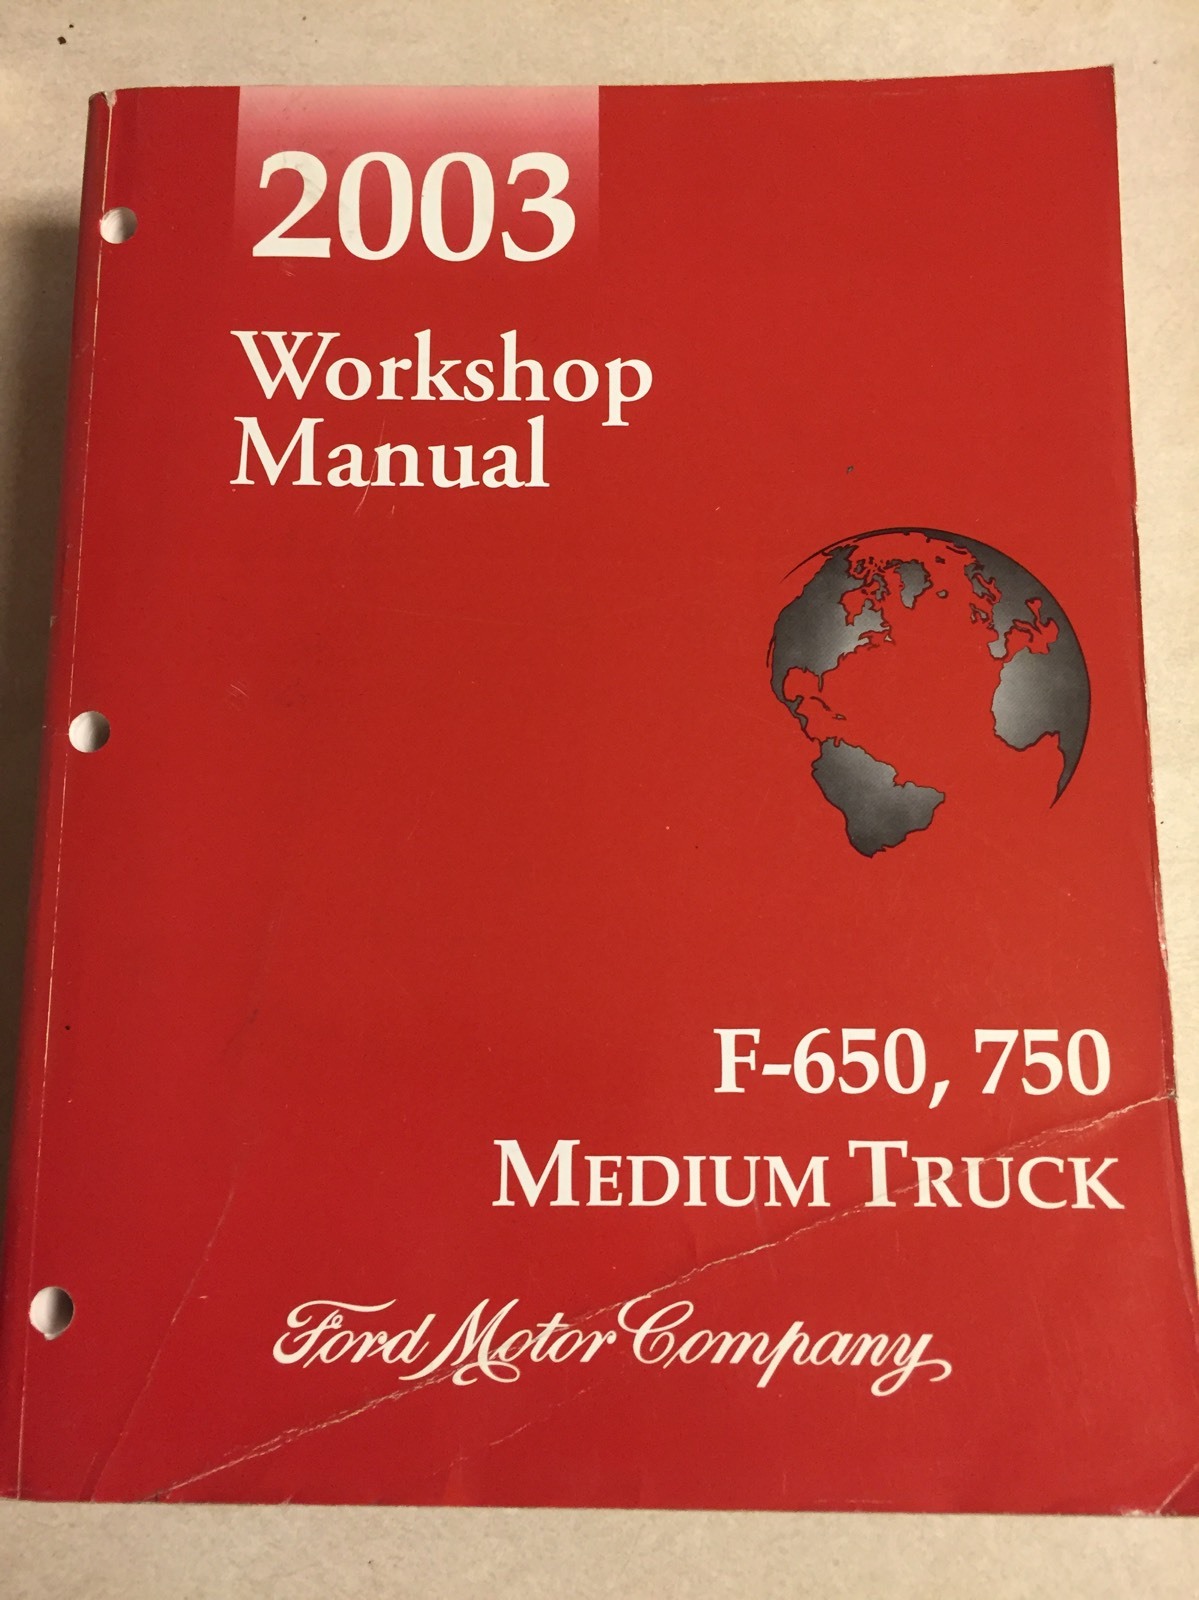 2003
Workshop
Manual
F-650, 750
MEDIUM TRUCK
Ford Motor Company